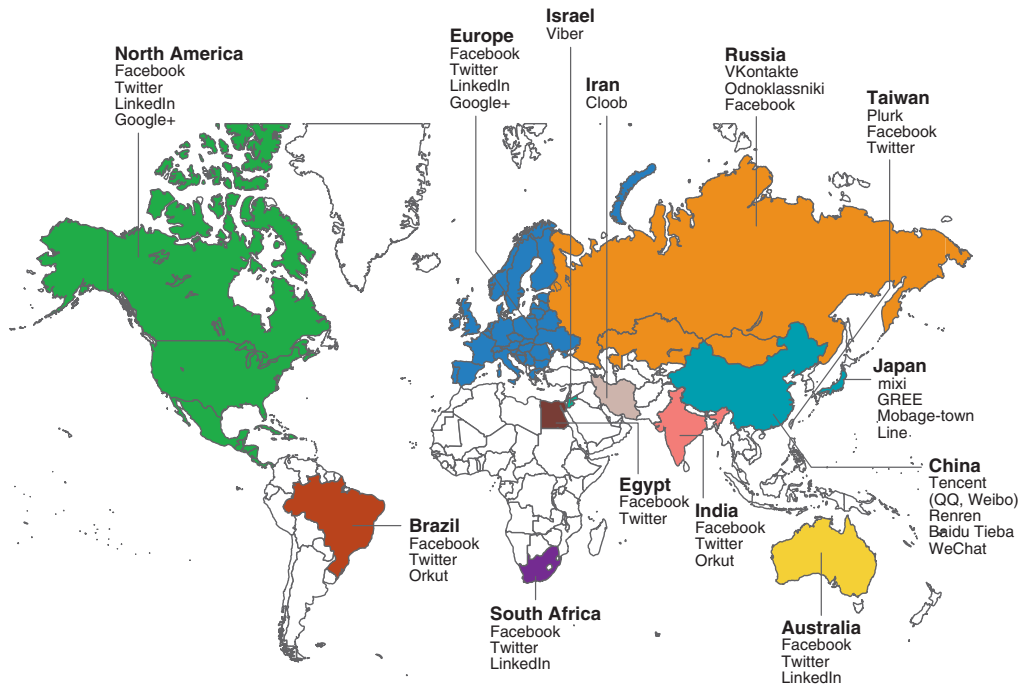 North America
Facebook
Twitter
LinkedIn
Google+
Europe
Facebook
Twitter
LinkedIn
Google+
Israel
Viber
Iran
Cloob
Russia
VKontakte
Odnoklassniki
Facebook
Taiwan
Plurk
Facebook
Twitter
Japan
mixi
GREE
Mobage-town
Line
China
Tencent
(QQ, Weibo)
Renren
Baidu Tieba
WeChat
Egypt
Facebook
Twitter
India
Facebook
Twitter
Orkut
Brazil
Facebook
Twitter
Orkut
South Africa
Facebook
Twitter
LinkedIn
Australia
Facebook
Twitter
LinkedIn